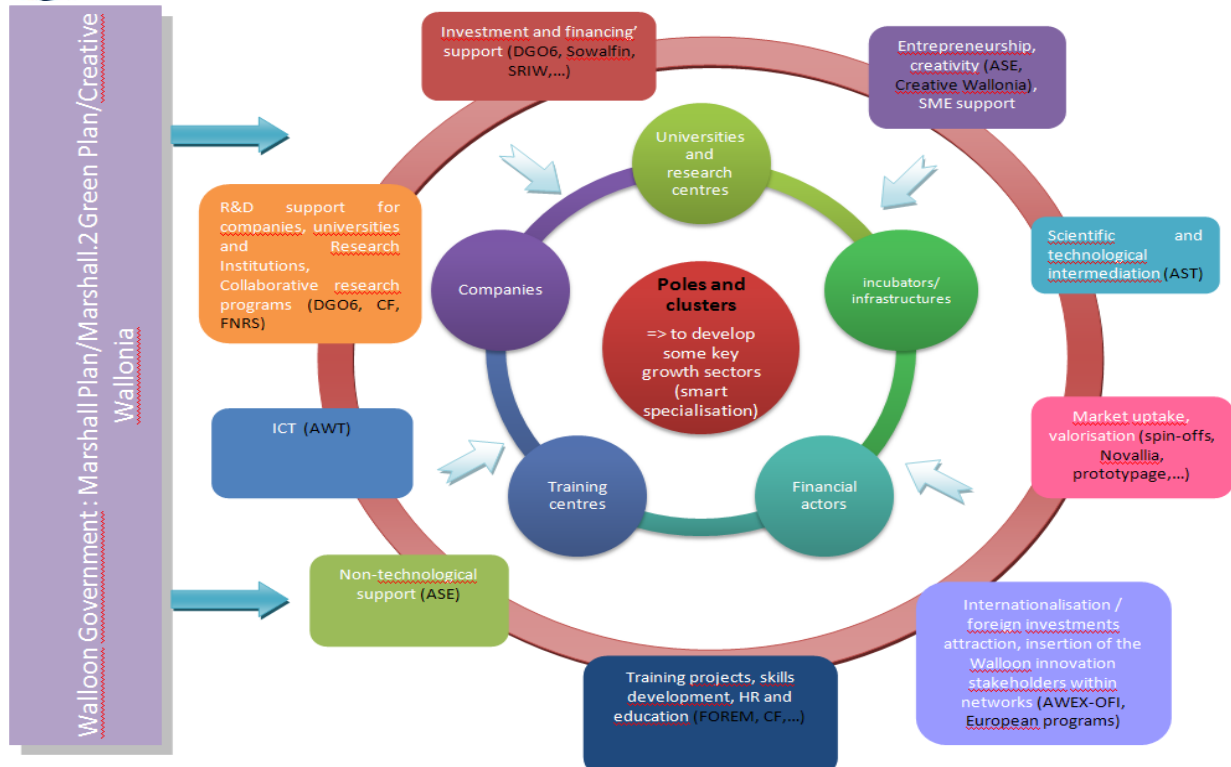 Walloon Government : Marshall Plan/Marshall.2 Green Plan/Creative
Wallonia
Investment and financing’
support (DGO6, Sowalfin,
SRIW,...)
Entrepreneurship,
creativity (ASE,
Creative Wallonia),
SME support
Universities
and
research
centres
R&D support for
companies, universities
and Research
Institutions,
Collaborative research
programs (DGO6, CF,
FNRS)
Scientific and
technological
intermediation (AST)
Companies
Poles and
clusters
=> to develop
some key
growth sectors
(smart
specialisation)
incubators/
infrastructures
ICT (AWT)
Market uptake,
valorisation (spin-offs,
Novallia,
prototypage,...)
Training
centres
Financial
actors
Non-technological
support (ASE)
Internationalisation /
foreign investments
attraction, insertion of the
Walloon innovation
stakeholders within
networks (AWEX-OFI,
European programs)
Training projects, skills
development, HR and
education (FOREM, CF,...)